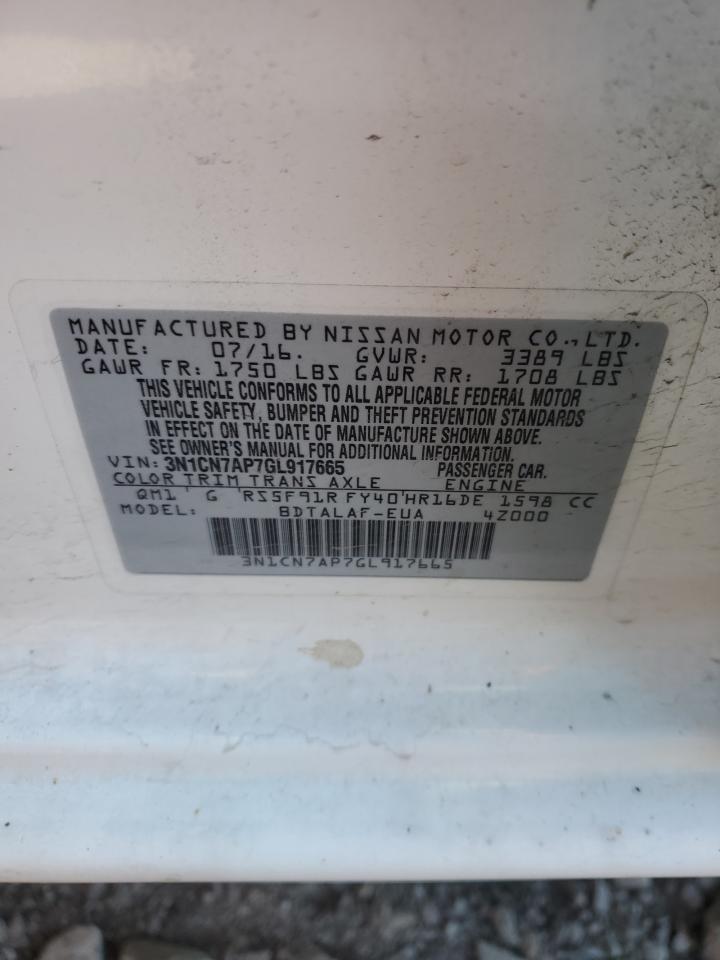 MANUFACTURED BY NISSAN MOTOR CO., LTD.
DATE: 07/16. GVWR: 3389 LBS
GAWR FR: 1750 LBS GAWR RR: 1708 LBS
THIS VEHICLE CONFORMS TO ALL APPLICABLE FEDERAL MOTOR
VEHICLE SAFETY, BUMPER AND THEFT PREVENTION STANDARDS
IN EFFECT ON THE DATE OF MANUFACTURE SHOWN ABOVE.
SEE OWNER'S MANUAL FOR ADDITIONAL INFORMATION.
VIN: 3N1CN7AP7GL917665 PASSENGER CAR.
COLOR TRIM TRANS AXLE ENGINE
QM1 G RS5F91R FY40 HR16DE 1598 CC
MODEL: BDTALAF-EUA 4Z000
3N1CN7AP7GL917665